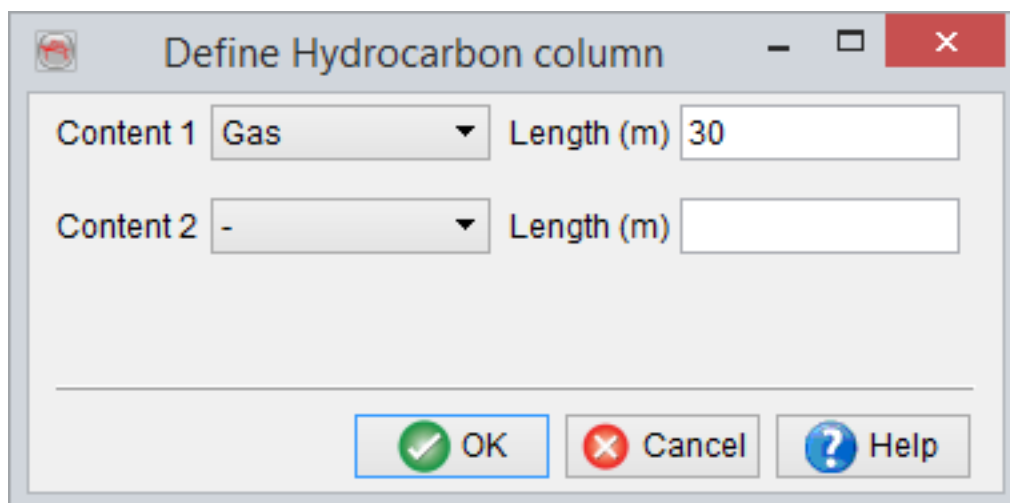 Define Hydrocarbon column
Content 1 Gas Length (m) 30
Content 2 - Length (m)
OK Cancel Help